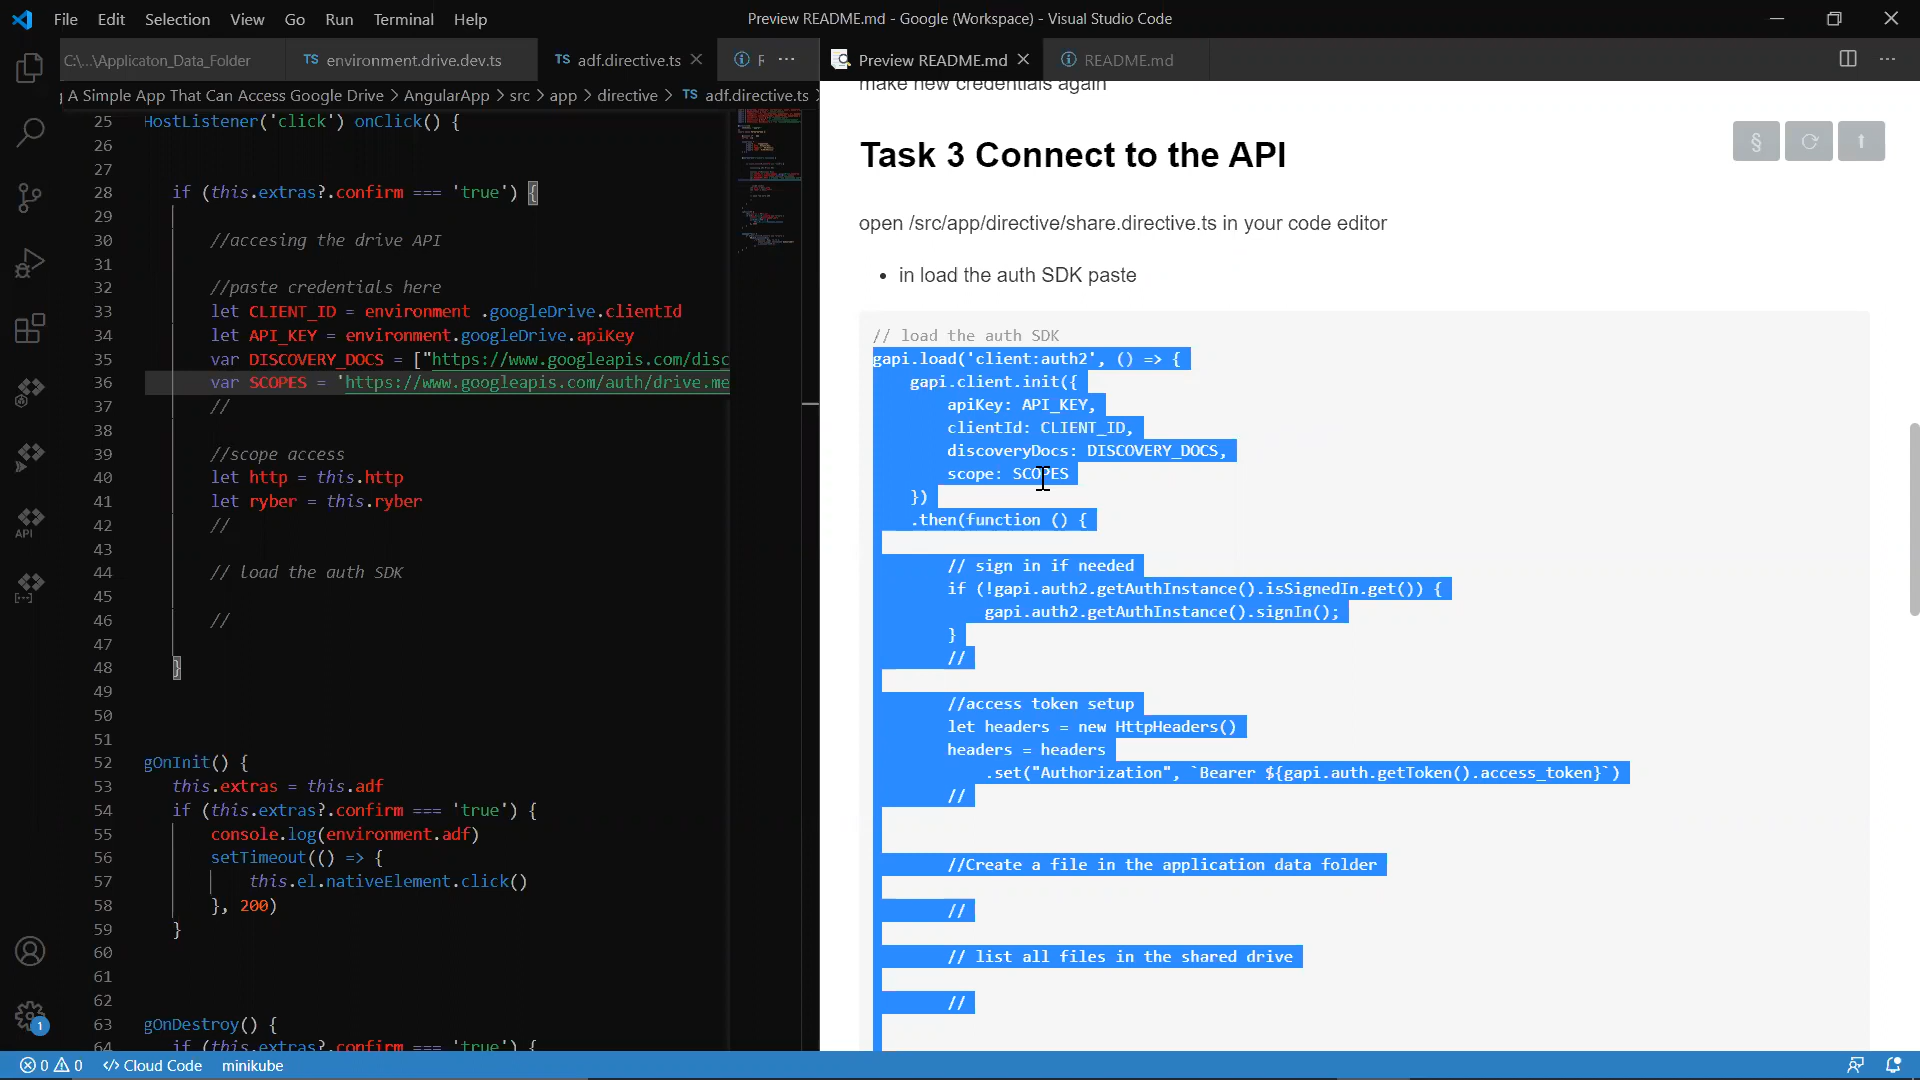 File Edit Selection View Go Run Terminal Help
Preview README.md - Google (Workspace) - Visual Studio Code
C:\...\Applicaton_Data_Folder
TS environment.drive.dev.ts
TS adf.directive.ts
Preview README.md
README.md
A Simple App That Can Access Google Drive > AngularApp > src > app > directive > TS adf.directive.ts
25 HostListener('click') onClick() {
26
27
28 if (this.extras?.confirm === 'true') {
29
30 //accesing the drive API
31
32 //paste credentials here
33 let CLIENT_ID = environment .googleDrive.clientId
34 let API_KEY = environment.googleDrive.apiKey
35 var DISCOVERY_DOCS = ["https://www.googleapis.com/disc
36 var SCOPES = 'https://www.googleapis.com/auth/drive.me
37 //
38
39 //scope access
40 let http = this.http
41 let ryber = this.ryber
42 //
43
44 // load the auth SDK
45
46 //
47
48 }
49
50
51
52 gOnInit() {
53 this.extras = this.adf
54 if (this.extras?.confirm === 'true') {
55 console.log(environment.adf)
56 setTimeout(() => {
57 this.el.nativeElement.click()
58 }, 200)
59 }
60
61
62
63 gOnDestroy() {
64 if (this.extras?.confirm === 'true') {
make new credentials again
Task 3 Connect to the API
open /src/app/directive/share.directive.ts in your code editor
• in load the auth SDK paste
// load the auth SDK
gapi.load('client:auth2', () => {
gapi.client.init({
apiKey: API_KEY,
clientId: CLIENT_ID,
discoveryDocs: DISCOVERY_DOCS,
scope: SCOPES
})
.then(function () {
// sign in if needed
if (!gapi.auth2.getAuthInstance().isSignedIn.get()) {
gapi.auth2.getAuthInstance().signIn();
}
//
//access token setup
let headers = new HttpHeaders()
headers = headers
.set("Authorization", `Bearer ${gapi.auth.getToken().access_token}`)
//
//Create a file in the application data folder
//
// list all files in the shared drive
//
§
API
1
0 0 Cloud Code minikube